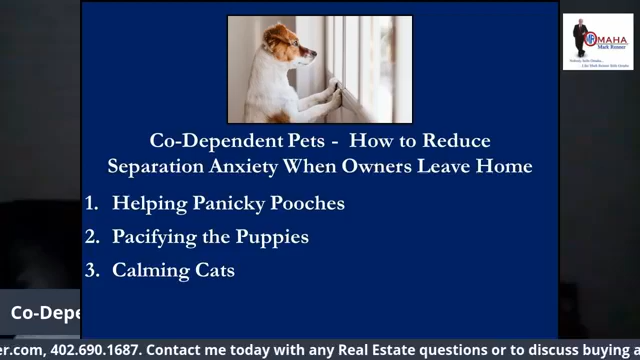 OMAHA
Mark Renner
Co-Dependent Pets - How to Reduce
Separation Anxiety When Owners Leave Home
1. Helping Panicky Pooches
2. Pacifying the Puppies
3. Calming Cats
Co-Depe
er.com, 402.690.1687. Contact me today with any Real Estate questions or to discuss buying a